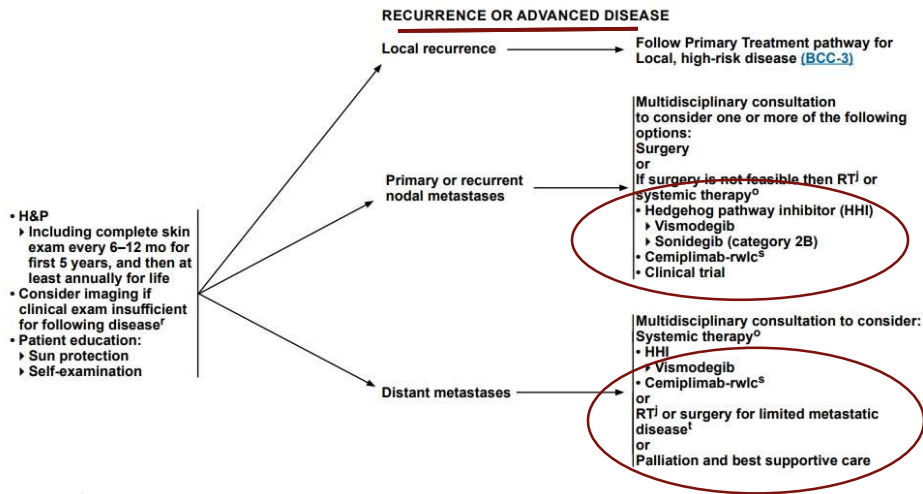 RECURRENCE OR ADVANCED DISEASE
Local recurrence
Follow Primary Treatment pathway for
Local, high-risk disease (BCC-3)
• H&P
‣ Including complete skin
exam every 6–12 mo for
first 5 years, and then at
least annually for life
• Consider imaging if
clinical exam insufficient
for following diseaseʳ
• Patient education:
‣ Sun protection
‣ Self-examination
Primary or recurrent
nodal metastases
Multidisciplinary consultation
to consider one or more of the following
options:
Surgery
or
If surgery is not feasible then RTʲ or
systemic therapyᵒ
• Hedgehog pathway inhibitor (HHI)
‣ Vismodegib
‣ Sonidegib (category 2B)
• Cemiplimab-rwlcˢ
• Clinical trial
Distant metastases
Multidisciplinary consultation to consider:
Systemic therapyᵒ
• HHI
‣ Vismodegib
• Cemiplimab-rwlcˢ
or
RTʲ or surgery for limited metastatic
diseaseᵗ
or
Palliation and best supportive care